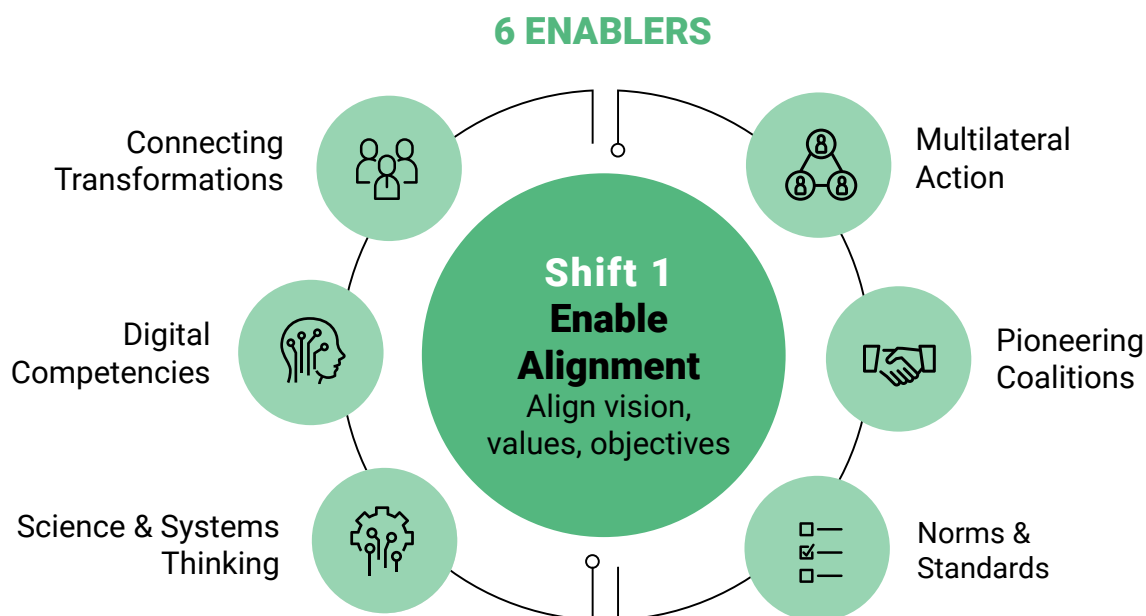 6 ENABLERS
Connecting
Transformations
Multilateral
Action
Shift 1
Enable
Alignment
Align vision,
values, objectives
Digital
Competencies
Pioneering
Coalitions
Science & Systems
Thinking
Norms &
Standards